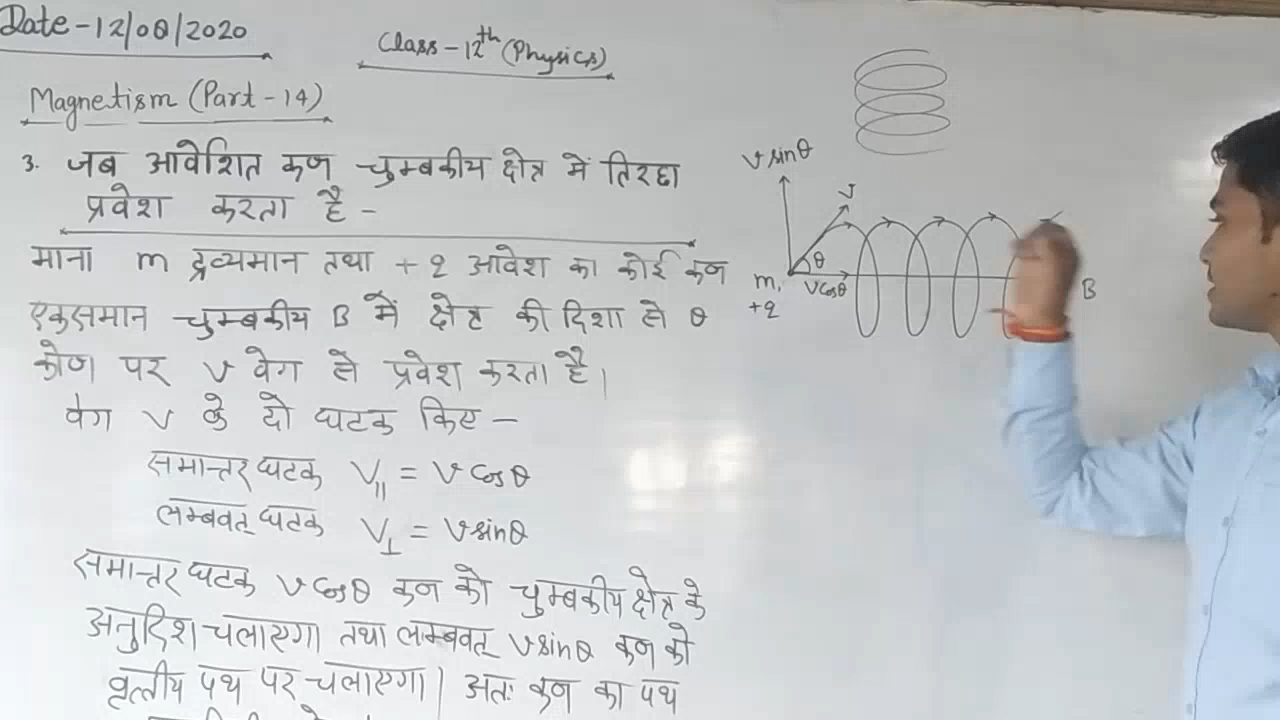 Date-12/08/2020
Class-12th (Physics)
Magnetism (Part-14)
3. जब आवेशित कण चुम्बकीय क्षेत्र में तिरछा
प्रवेश करता है -
माना m द्रव्यमान तथा +q आवेश का कोई कण
एकसमान चुम्बकीय B में क्षेत्र की दिशा से θ
कोण पर v वेग से प्रवेश करता है।
वेग v के दो घटक किए -
समान्तर घटक V|| = v cosθ
लम्बवत् घटक V⊥ = v sinθ
समान्तर घटक v cosθ कण को चुम्बकीय क्षेत्र के
अनुदिश चलाएगा तथा लम्बवत् v sinθ कण को
वृत्तीय पथ पर चलाएगा। अतः कण का पथ
v sinθ
v
θ
m,
+q
v cosθ
B